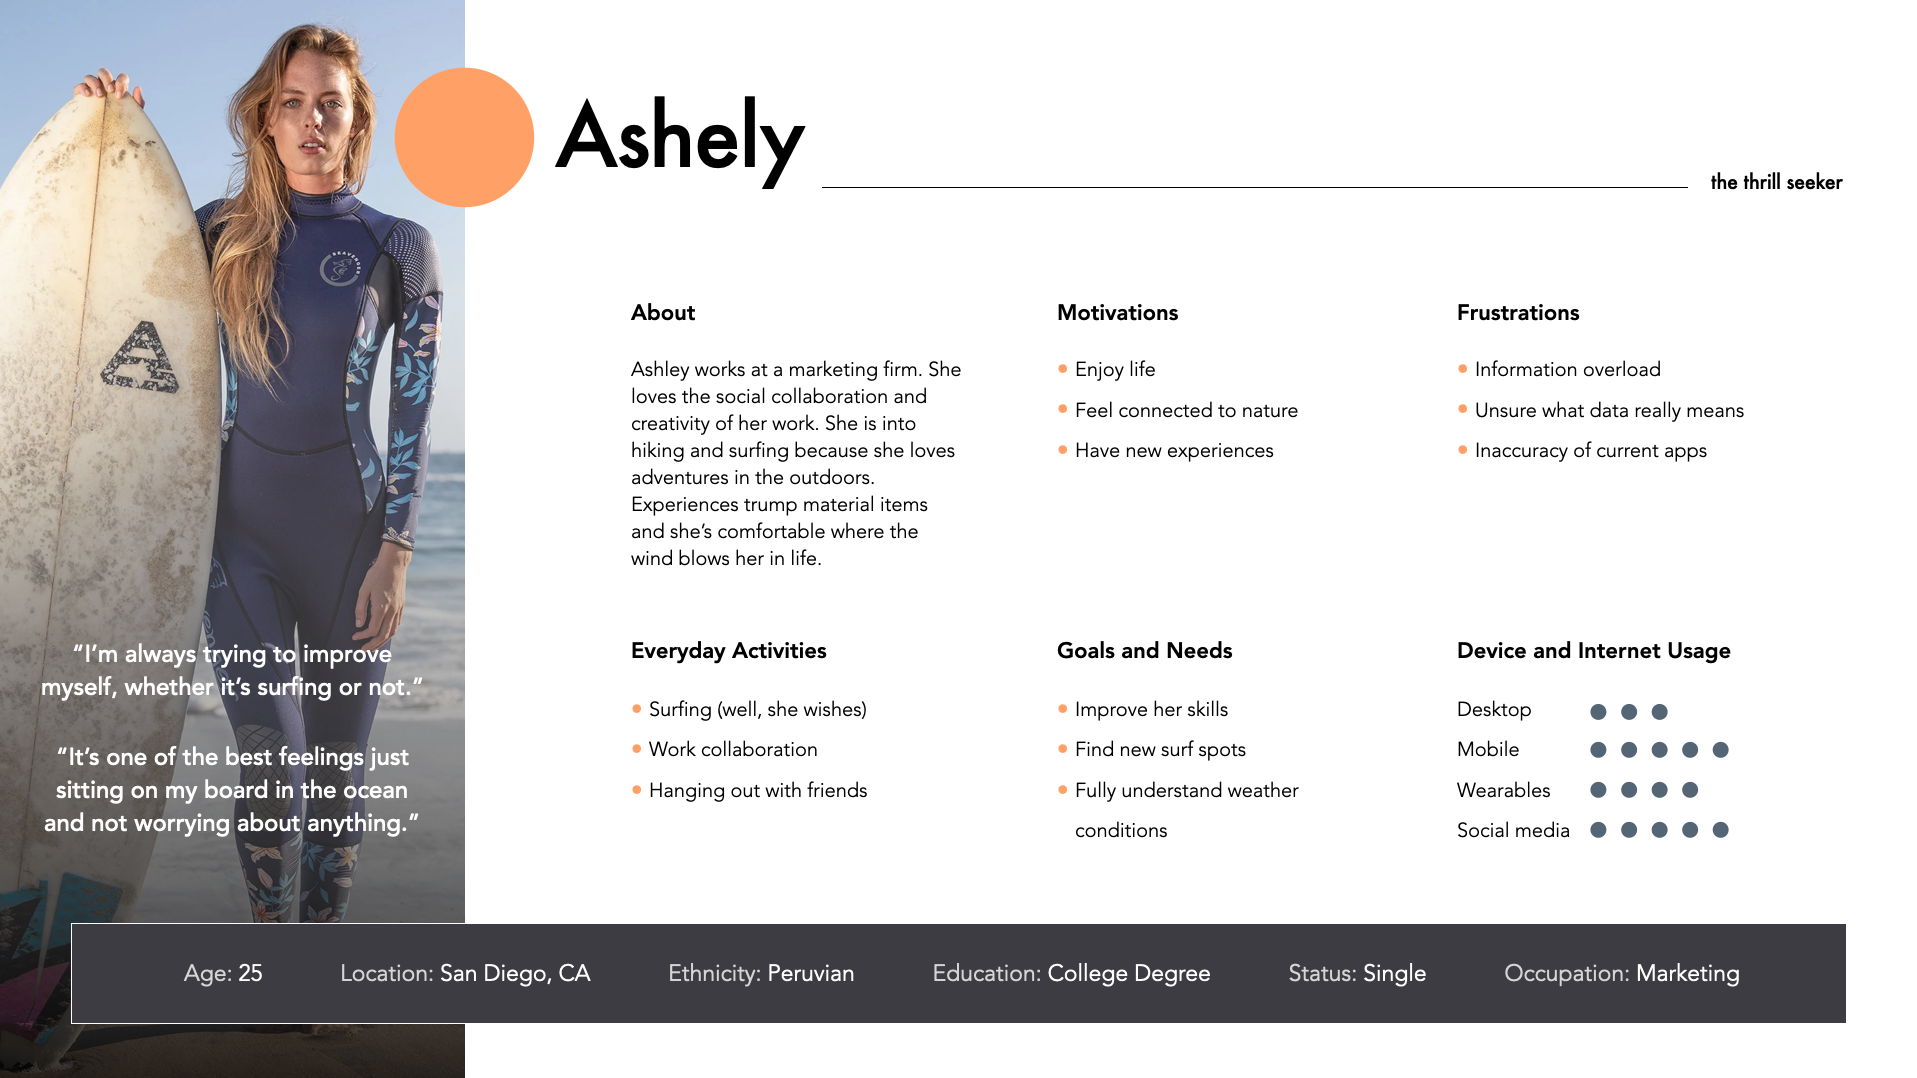 Ashely
the thrill seeker
SEAVENGER
“I’m always trying to improve
myself, whether it’s surfing or not.”
“It’s one of the best feelings just
sitting on my board in the ocean
and not worrying about anything.”
About
Ashley works at a marketing firm. She
loves the social collaboration and
creativity of her work. She is into
hiking and surfing because she loves
adventures in the outdoors.
Experiences trump material items
and she’s comfortable where the
wind blows her in life.
Motivations
Enjoy life
Feel connected to nature
Have new experiences
Frustrations
Information overload
Unsure what data really means
Inaccuracy of current apps
Everyday Activities
Surfing (well, she wishes)
Work collaboration
Hanging out with friends
Goals and Needs
Improve her skills
Find new surf spots
Fully understand weather
conditions
Device and Internet Usage
Desktop
Mobile
Wearables
Social media
Age: 25
Location: San Diego, CA
Ethnicity: Peruvian
Education: College Degree
Status: Single
Occupation: Marketing